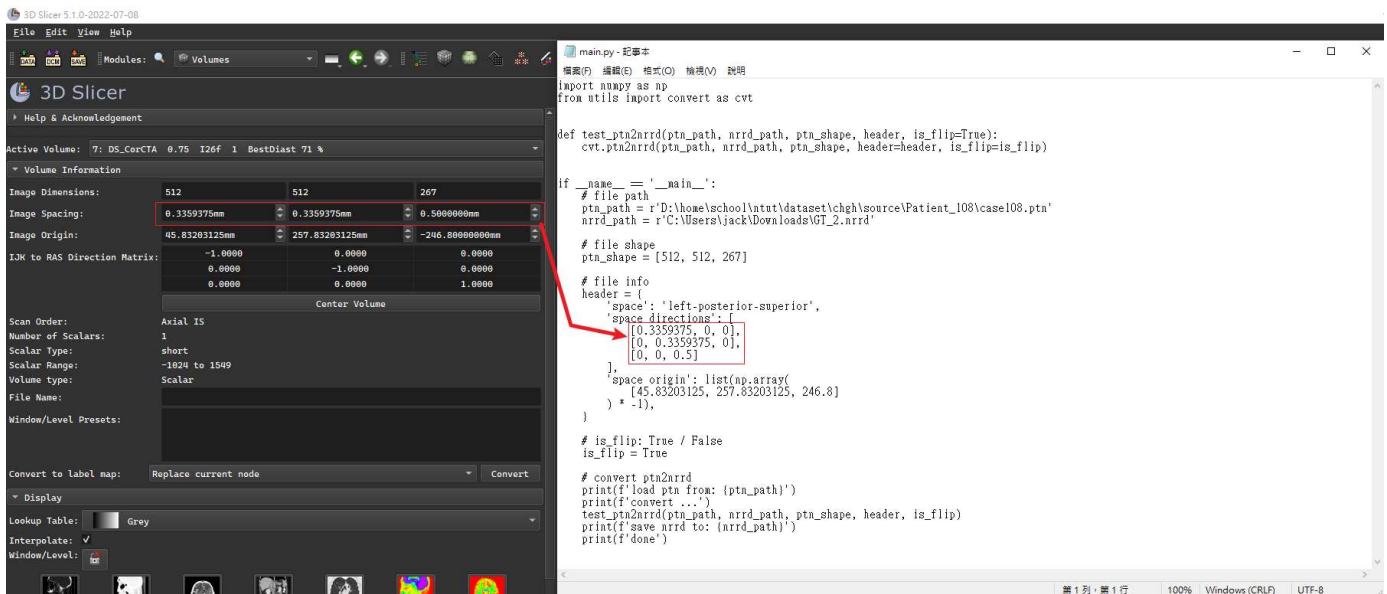 3D Slicer 5.1.0-2022-07-08
File Edit View Help
DATA DCM SAVE Modules: Volumes
3D Slicer
Help & Acknowledgement
Active Volume: 7: DS_CorCTA 0.75 I26f 1 BestDiast 71 %
Volume Information
Image Dimensions: 512 512 267
Image Spacing: 0.3359375mm 0.3359375mm 0.5000000mm
Image Origin: 45.83203125mm 257.83203125mm -246.80000000mm
IJK to RAS Direction Matrix: -1.0000 0.0000 0.0000
0.0000 -1.0000 0.0000
0.0000 0.0000 1.0000
Center Volume
Scan Order: Axial IS
Number of Scalars: 1
Scalar Type: short
Scalar Range: -1024 to 1549
Volume type: Scalar
File Name:
Window/Level Presets:
Convert to label map: Replace current node Convert
Display
Lookup Table: Grey
Interpolate:
Window/Level:
main.py - 記事本
檔案(F) 編輯(E) 格式(O) 檢視(V) 說明
import numpy as np
from utils import convert as cvt
def test_ptn2nrrd(ptn_path, nrrd_path, ptn_shape, header, is_flip=True):
cvt.ptn2nrrd(ptn_path, nrrd_path, ptn_shape, header=header, is_flip=is_flip)
if __name__ == '__main__':
# file path
ptn_path = r'D:\home\school\ntut\dataset\chgh\source\Patient_108\case108.ptn'
nrrd_path = r'C:\Users\jack\Downloads\GT_2.nrrd'
# file shape
ptn_shape = [512, 512, 267]
# file info
header = {
'space': 'left-posterior-superior',
'space directions': [
[0.3359375, 0, 0],
[0, 0.3359375, 0],
[0, 0, 0.5]
],
'space origin': list(np.array(
[45.83203125, 257.83203125, 246.8]
) * -1),
}
# is_flip: True / False
is_flip = True
# convert ptn2nrrd
print(f'load ptn from: {ptn_path}')
print(f'convert ...')
test_ptn2nrrd(ptn_path, nrrd_path, ptn_shape, header, is_flip)
print(f'save nrrd to: {nrrd_path}')
print(f'done')
第 1 列，第 1 行 100% Windows (CRLF) UTF-8